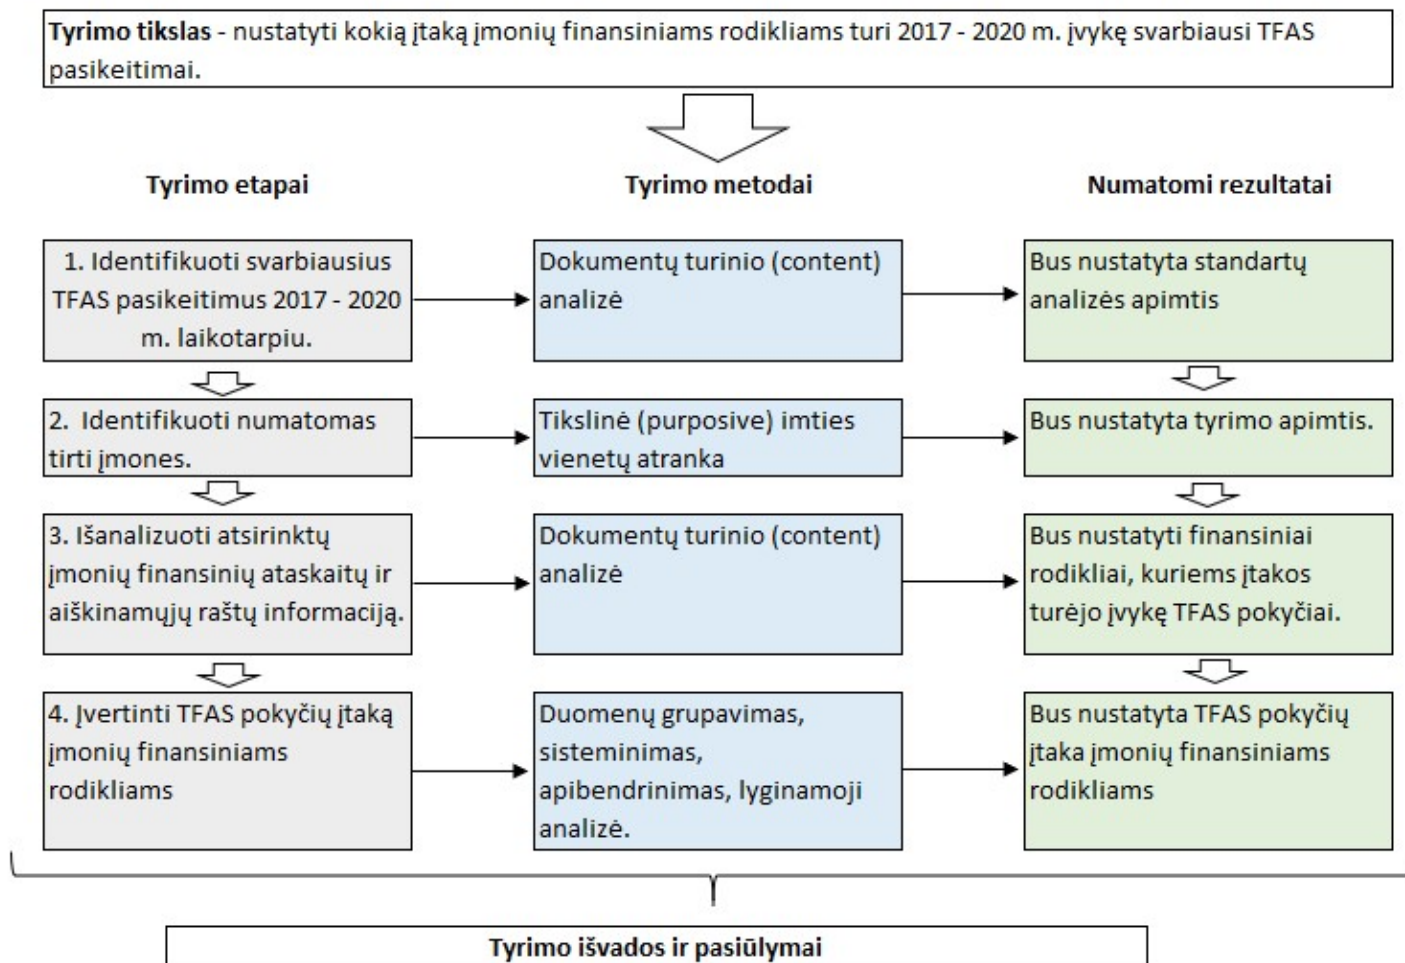 Tyrimo tikslas - nustatyti kokią įtaką įmonių finansiniams rodikliams turi 2017 - 2020 m. įvykę svarbiausi TFAS
pasikeitimai.
Tyrimo etapai
Tyrimo metodai
Numatomi rezultatai
1. Identifikuoti svarbiausius
TFAS pasikeitimus 2017 - 2020
m. laikotarpiu.
Dokumentų turinio (content)
analizė
Bus nustatyta standartų
analizės apimtis
2. Identifikuoti numatomas
tirti įmones.
Tikslinė (purposive) imties
vienetų atranka
Bus nustatyta tyrimo apimtis.
3. Išanalizuoti atsirinktų
įmonių finansinių ataskaitų ir
aiškinamųjų raštų informaciją.
Dokumentų turinio (content)
analizė
Bus nustatyti finansiniai
rodikliai, kuriems įtakos
turėjo įvykę TFAS pokyčiai.
4. Įvertinti TFAS pokyčių įtaką
įmonių finansiniams
rodikliams
Duomenų grupavimas,
sisteminimas,
apibendrinimas, lyginamoji
analizė.
Bus nustatyta TFAS pokyčių
įtaka įmonių finansiniams
rodikliams
Tyrimo išvados ir pasiūlymai